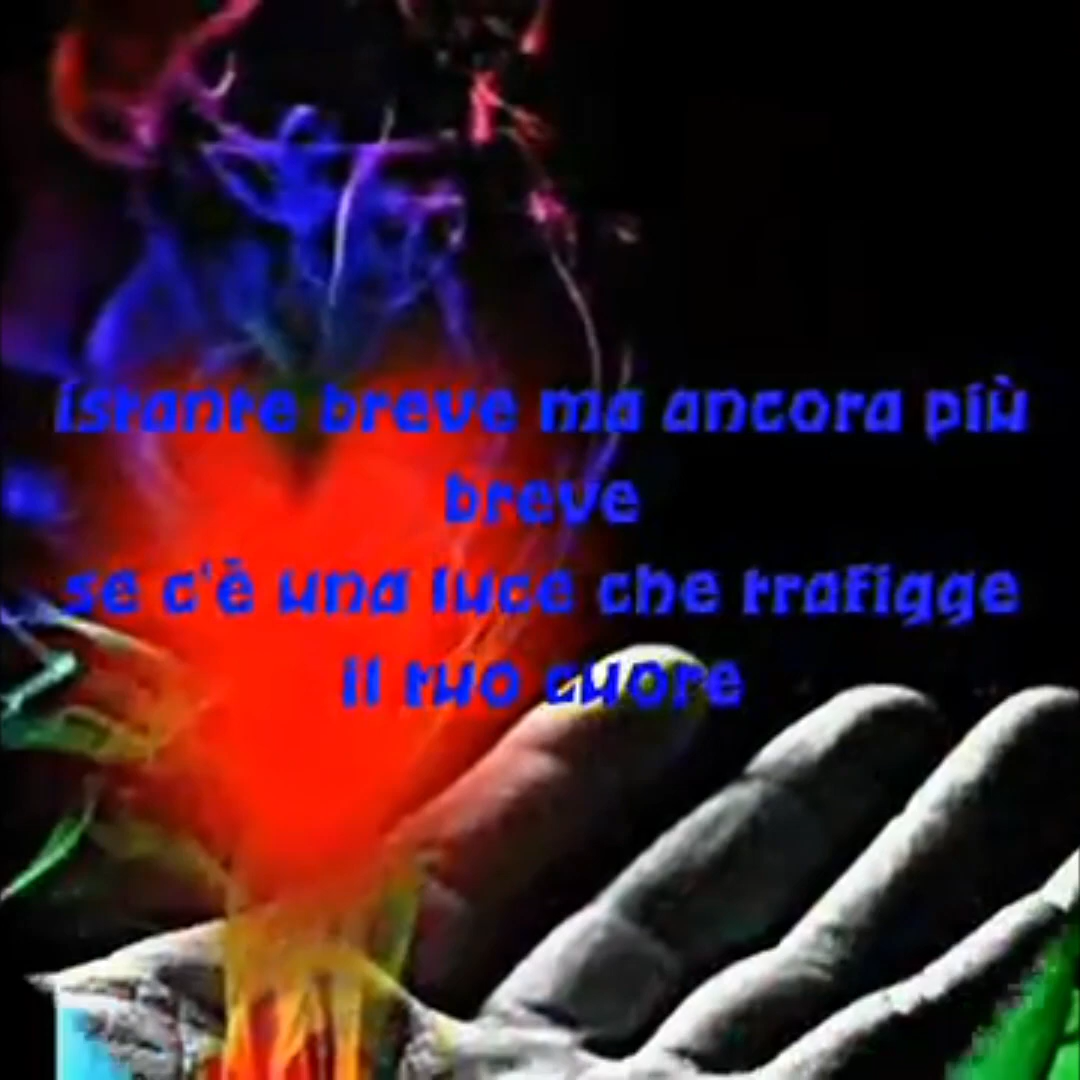 istante breve ma ancora più
breve
se c'è una luce che trafigge
il tuo cuore